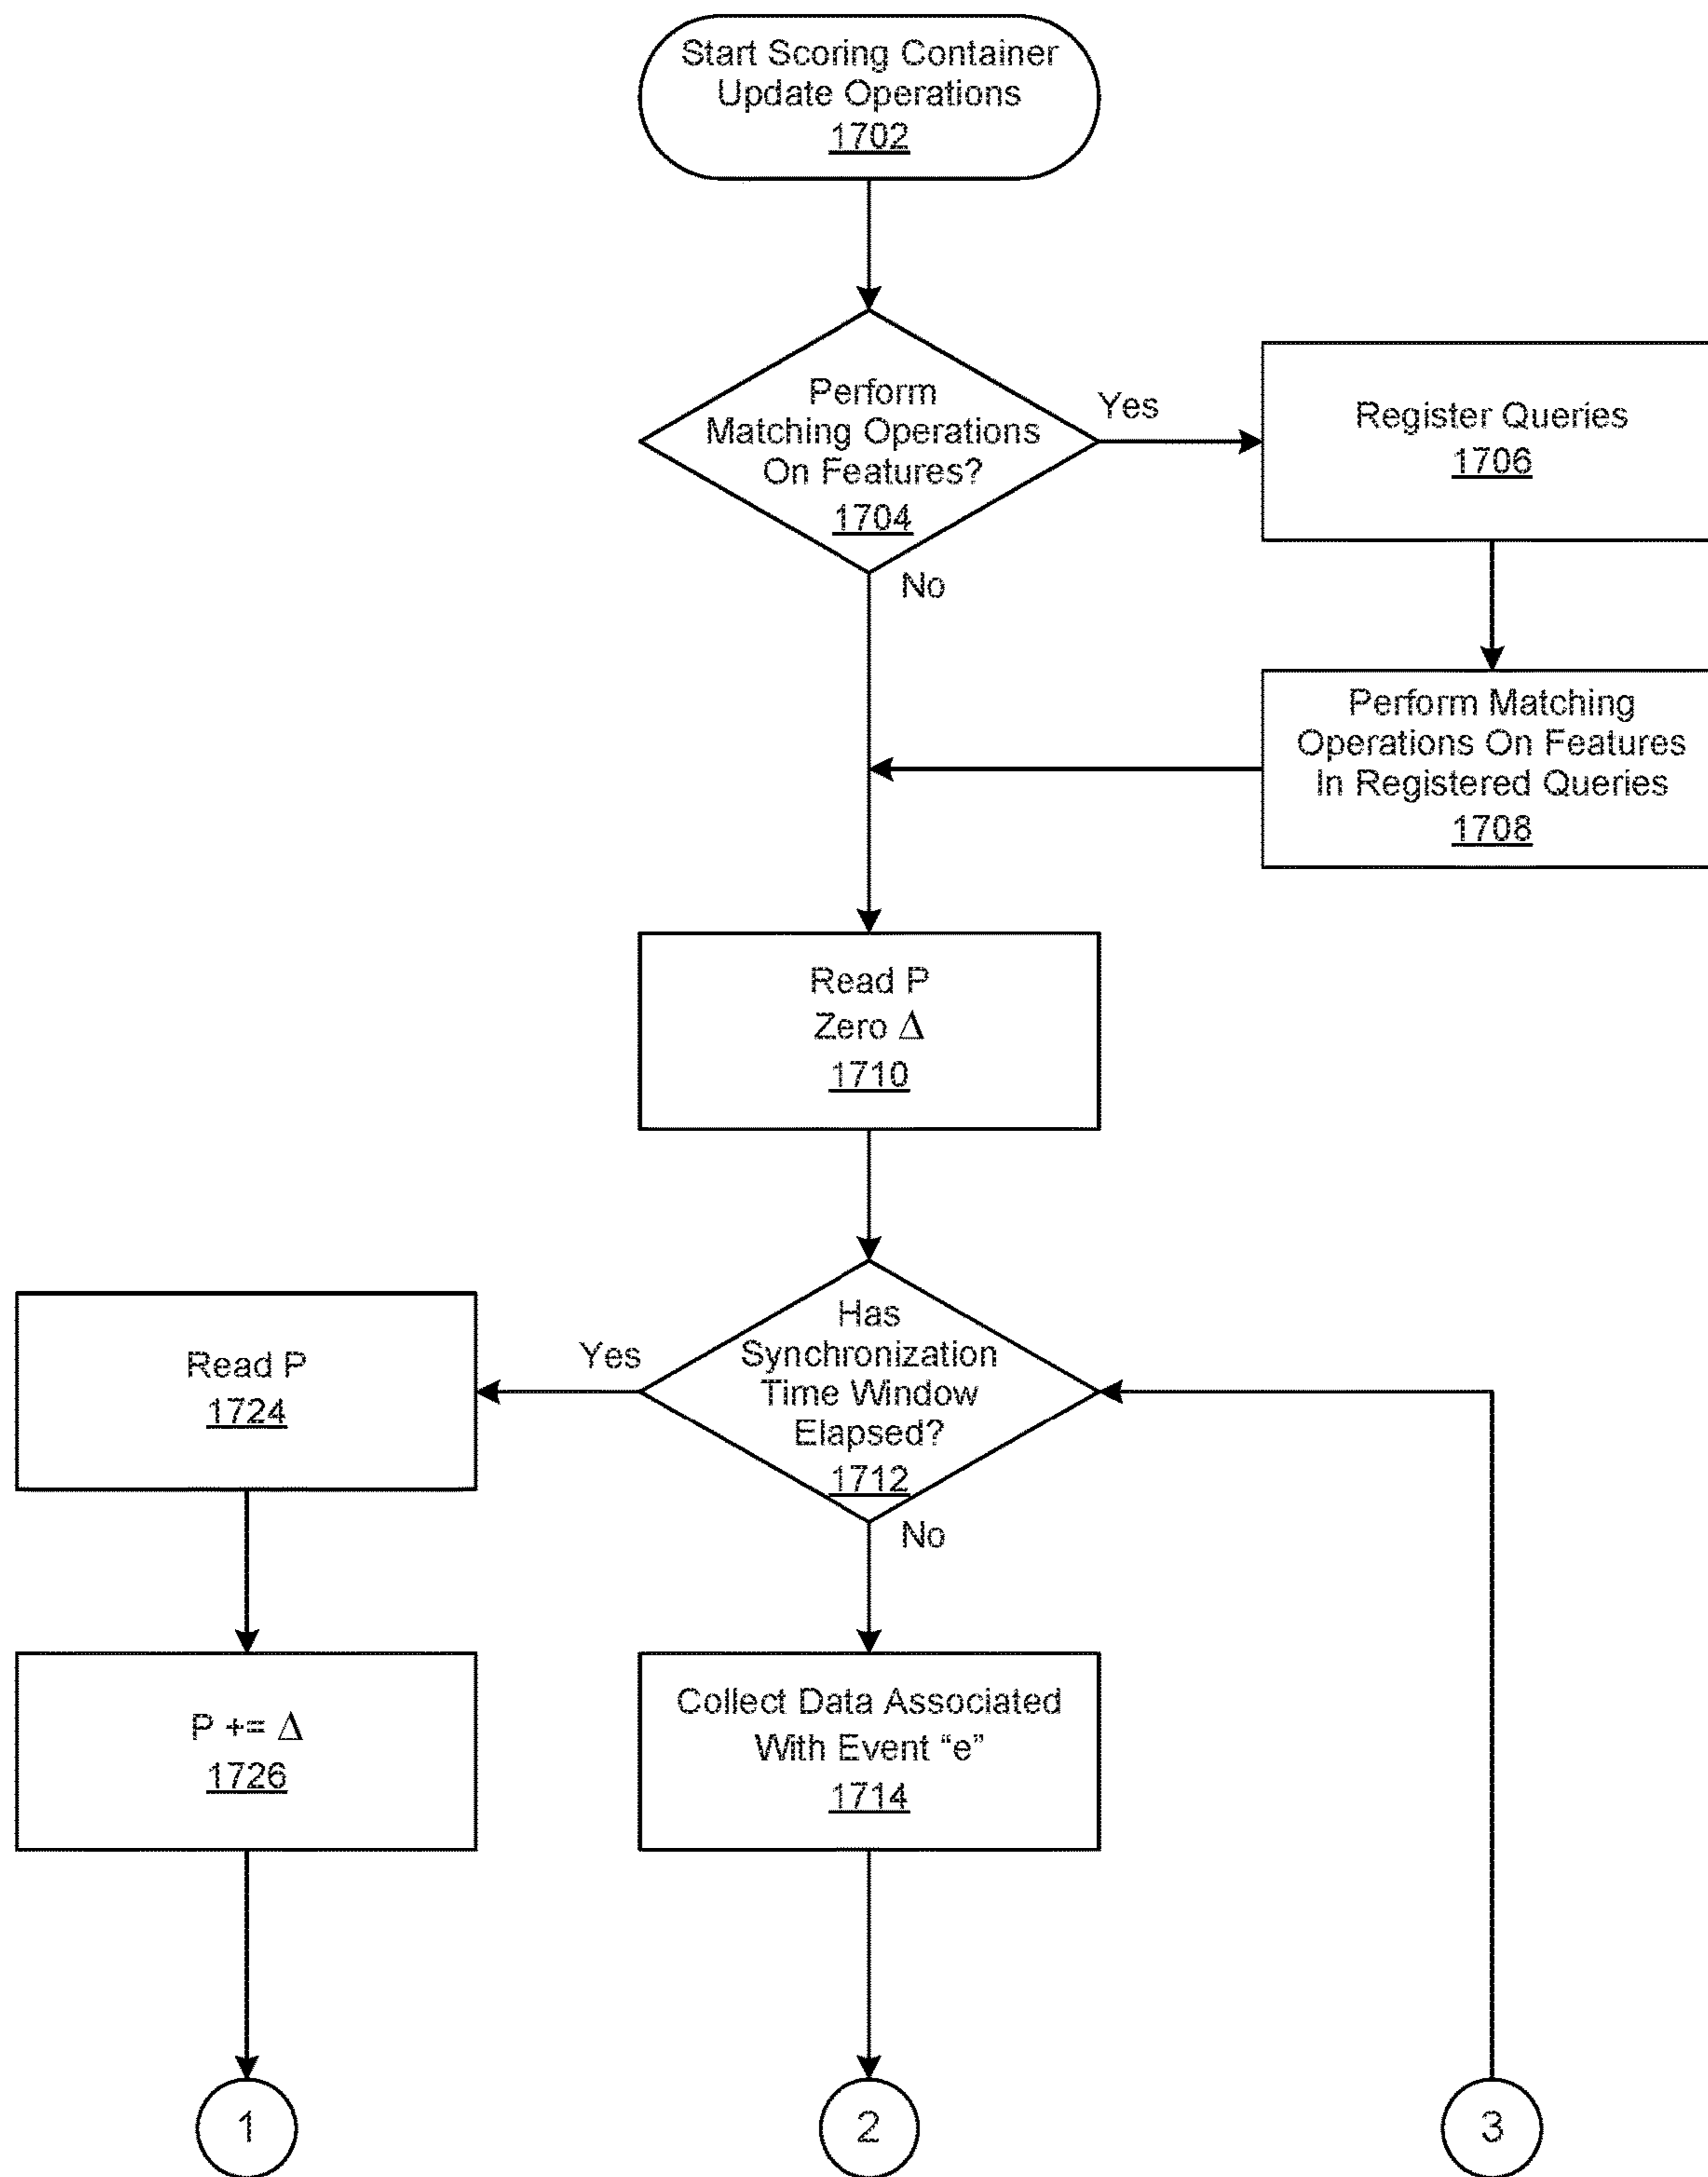 Start Scoring Container
Update Operations
1702
Perform
Matching Operations
On Features?
1704
Yes
No
Register Queries
1706
Perform Matching
Operations On Features
In Registered Queries
1708
Read P
Zero Δ
1710
Has
Synchronization
Time Window
Elapsed?
1712
Yes
No
Read P
1724
P += Δ
1726
Collect Data Associated
With Event “e”
1714
1
2
3